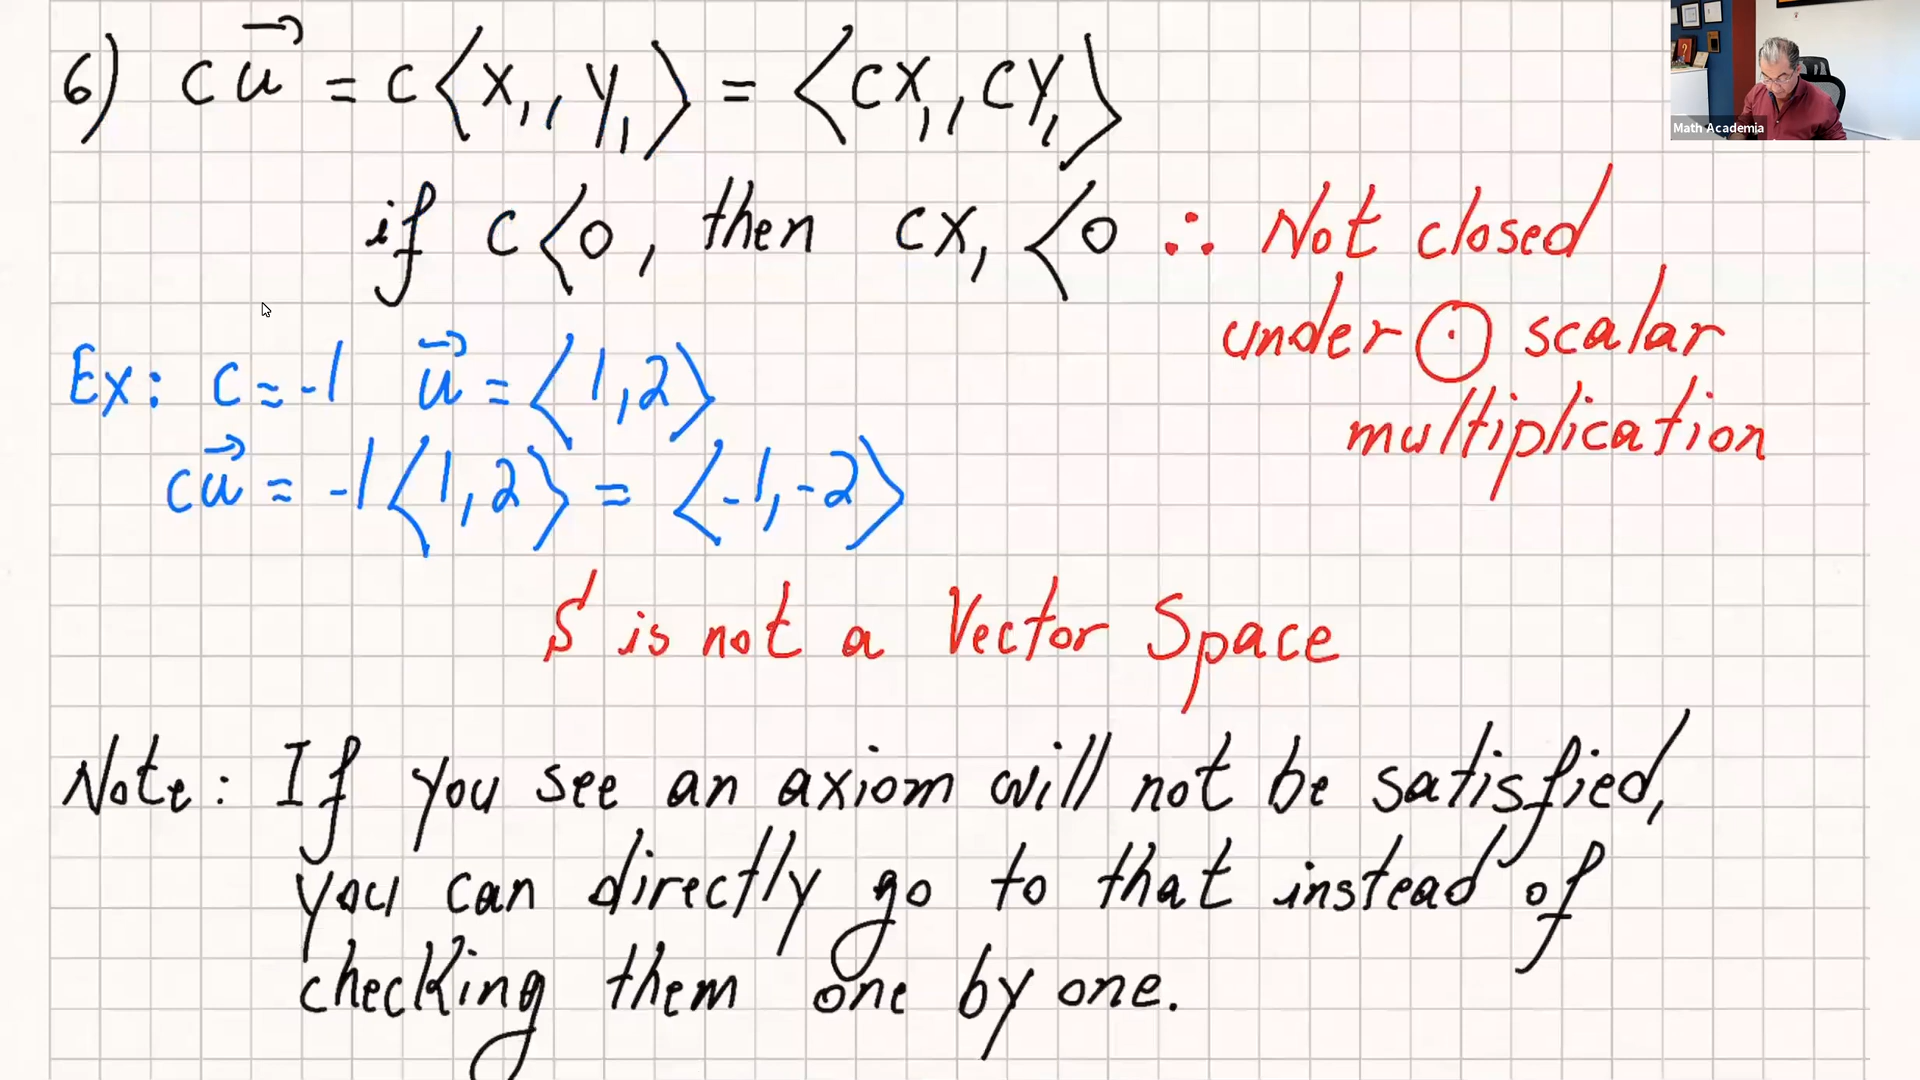 6) c u⃗ = c⟨x₁, y₁⟩ = ⟨cx₁, cy₁⟩
Math Academia
if c<0, then cx₁<0 ∴ Not closed
under ⊙ scalar
multiplication
Ex: c=-1 u⃗ = ⟨1,2⟩
cu⃗ = -1⟨1,2⟩ = ⟨-1,-2⟩
S is not a Vector Space
Note: If you see an axiom will not be satisfied,
you can directly go to that instead of
checking them one by one.